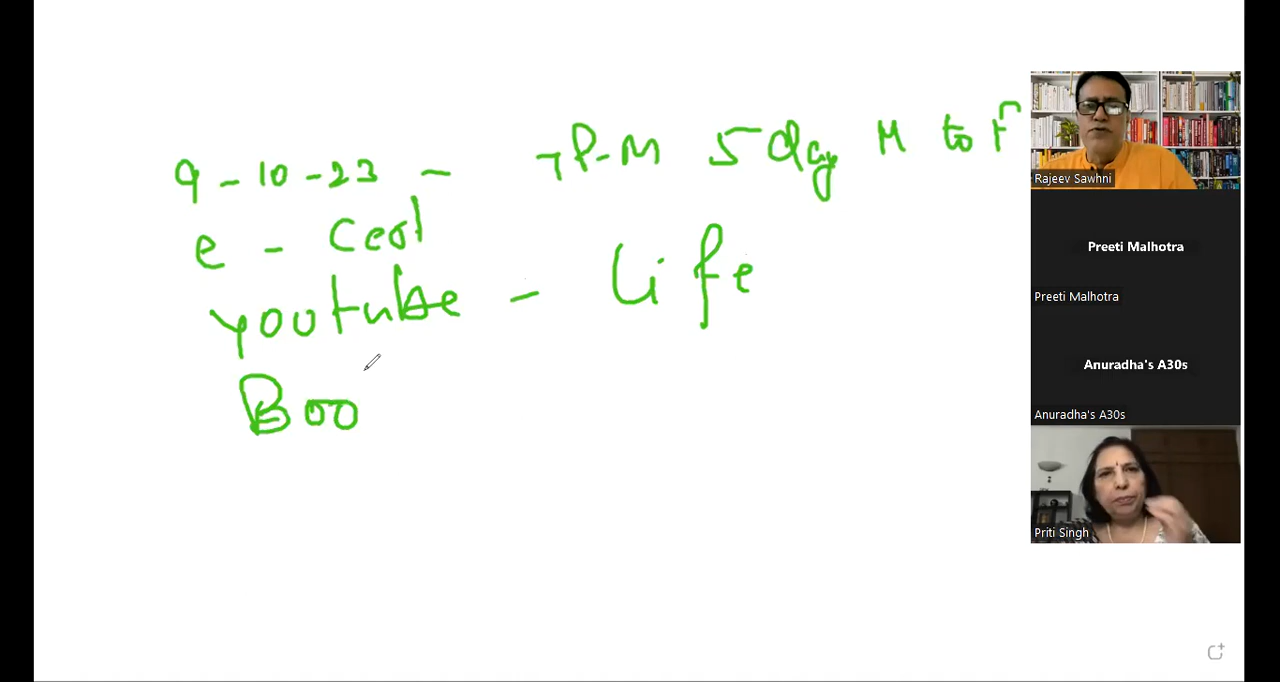 9-10-23 - 7P-M 5 day M to F
e - Cert
Youtube - Life
Boo
Rajeev Sawhni
Preeti Malhotra
Preeti Malhotra
Anuradha's A30s
Anuradha's A30s
Priti Singh